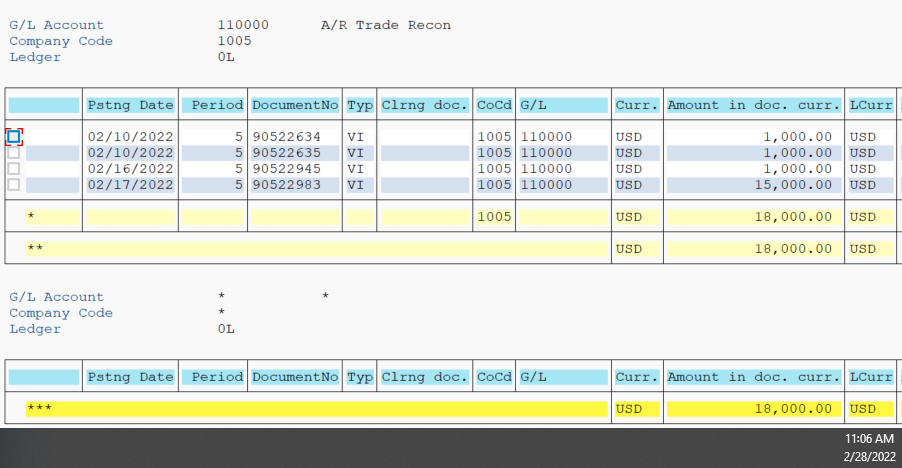 G/L Account 110000 A/R Trade Recon
Company Code 1005
Ledger 0L
Pstng Date Period DocumentNo Typ Clrng doc. CoCd G/L Curr. Amount in doc. curr. LCurr
02/10/2022 5 90522634 VI 1005 110000 USD 1,000.00 USD
02/10/2022 5 90522635 VI 1005 110000 USD 1,000.00 USD
02/16/2022 5 90522945 VI 1005 110000 USD 1,000.00 USD
02/17/2022 5 90522983 VI 1005 110000 USD 15,000.00 USD
* 1005 USD 18,000.00 USD
** USD 18,000.00 USD
G/L Account * *
Company Code *
Ledger 0L
Pstng Date Period DocumentNo Typ Clrng doc. CoCd G/L Curr. Amount in doc. curr. LCurr
*** USD 18,000.00 USD
11:06 AM
2/28/2022